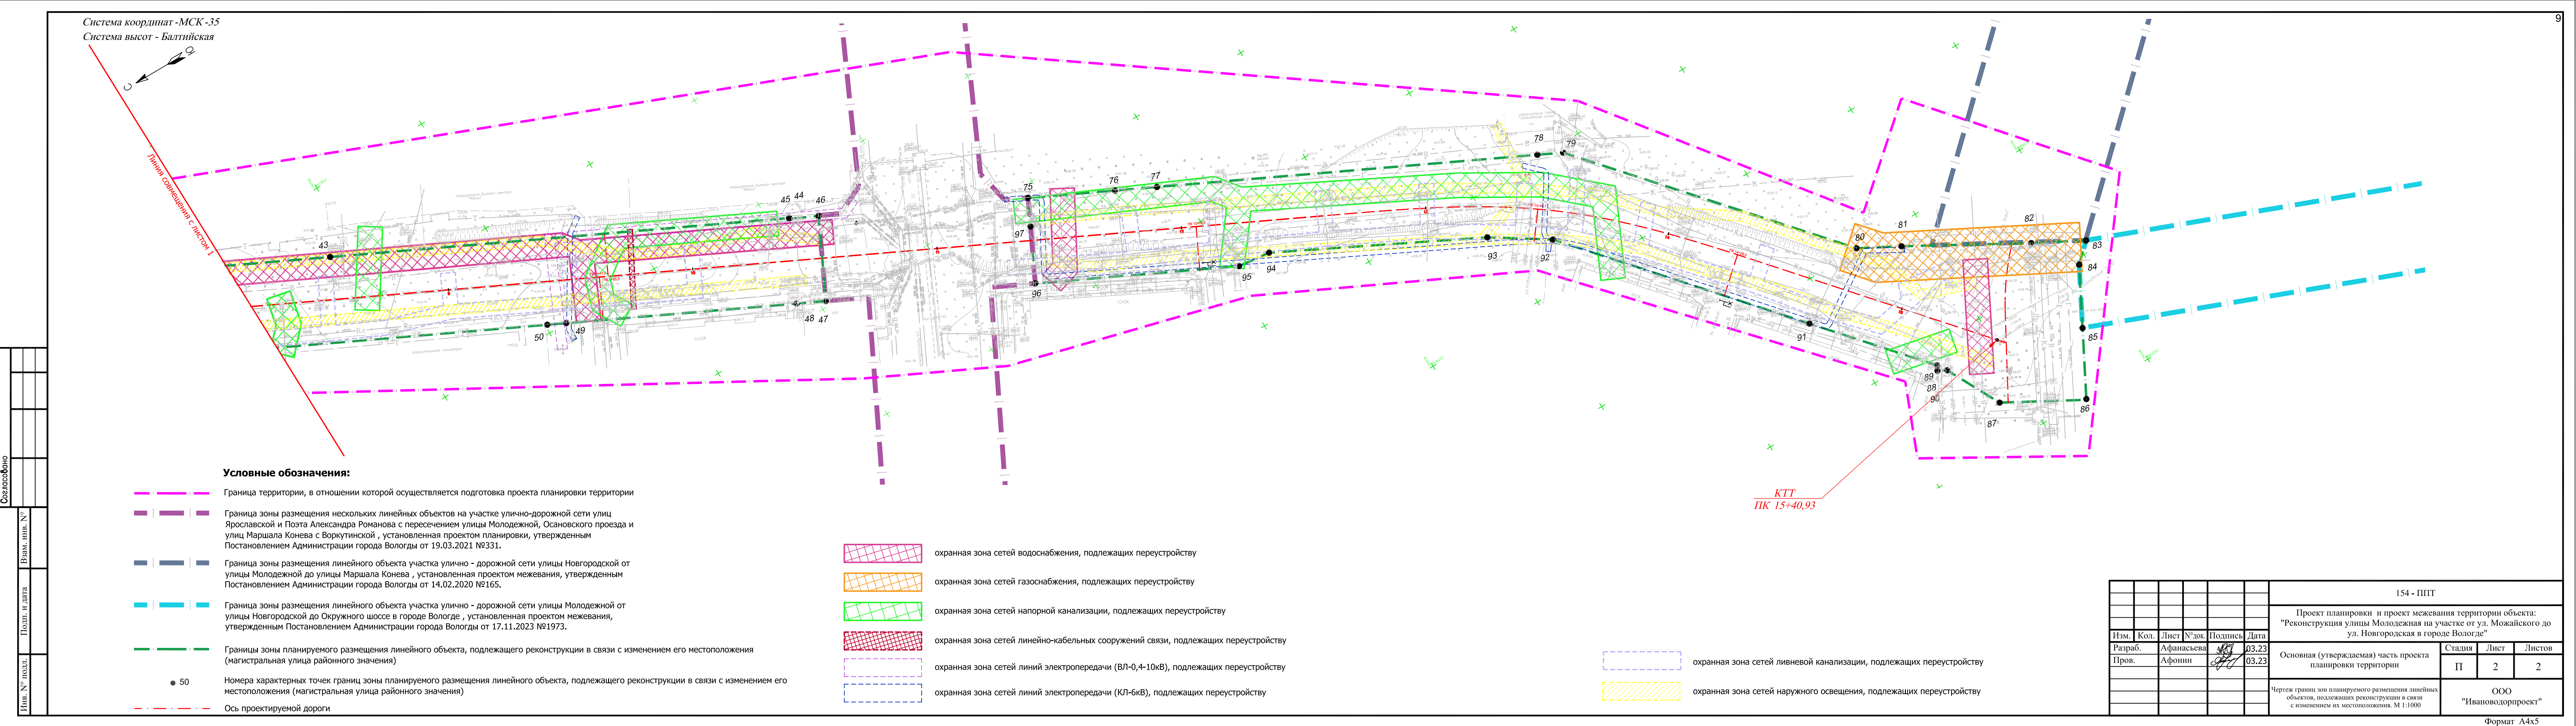 9
Система координат -МСК -35
Система высот - Балтийская
Ю
С
Линия совмещения с листом 1
43
45
44
46
48
47
49
50
75
76
77
78
79
80
81
82
83
84
85
86
87
88
89
90
91
92
93
94
95
96
97
КТТ
ПК 15+40,93
Условные обозначения:
Граница территории, в отношении которой осуществляется подготовка проекта планировки территории
Граница зоны размещения нескольких линейных объектов на участке улично-дорожной сети улиц
Ярославской и Поэта Александра Романова с пересечением улицы Молодежной, Осановского проезда и
улиц Маршала Конева с Воркутинской , установленная проектом планировки, утвержденным
Постановлением Администрации города Вологды от 19.03.2021 №331.
Граница зоны размещения линейного объекта участка улично - дорожной сети улицы Новгородской от
улицы Молодежной до улицы Маршала Конева , установленная проектом межевания, утвержденным
Постановлением Администрации города Вологды от 14.02.2020 №165.
Граница зоны размещения линейного объекта участка улично - дорожной сети улицы Молодежной от
улицы Новгородской до Окружного шоссе в городе Вологде , установленная проектом межевания,
утвержденным Постановлением Администрации города Вологды от 17.11.2023 №1973.
Границы зоны планируемого размещения линейного объекта, подлежащего реконструкции в связи с изменением его местоположения
(магистральная улица районного значения)
50
Номера характерных точек границ зоны планируемого размещения линейного объекта, подлежащего реконструкции в связи с изменением его
местоположения (магистральная улица районного значения)
Ось проектируемой дороги
охранная зона сетей водоснабжения, подлежащих переустройству
охранная зона сетей газоснабжения, подлежащих переустройству
охранная зона сетей напорной канализации, подлежащих переустройству
охранная зона сетей линейно-кабельных сооружений связи, подлежащих переустройству
охранная зона сетей линий электропередачи (ВЛ-0,4-10кВ), подлежащих переустройству
охранная зона сетей линий электропередачи (КЛ-6кВ), подлежащих переустройству
охранная зона сетей ливневой канализации, подлежащих переустройству
охранная зона сетей наружного освещения, подлежащих переустройству
Согласовано
Взам. инв. N°
Подп. и дата
Инв. N° подл.
154 - ППТ
Проект планировки и проект межевания территории объекта:
"Реконструкция улицы Молодежная на участке от ул. Можайского до
ул. Новгородская в городе Вологде"
Изм. Кол. Лист N°док. Подпись Дата
Разраб. Афанасьева 03.23
Пров. Афонин 03.23
Основная (утверждаемая) часть проекта
планировки территории
Стадия Лист Листов
П 2 2
Чертеж границ зон планируемого размещения линейных
объектов, подлежащих реконструкции в связи
с изменением их местоположения. М 1:1000
ООО
"Ивановодорпроект"
Формат А4х5